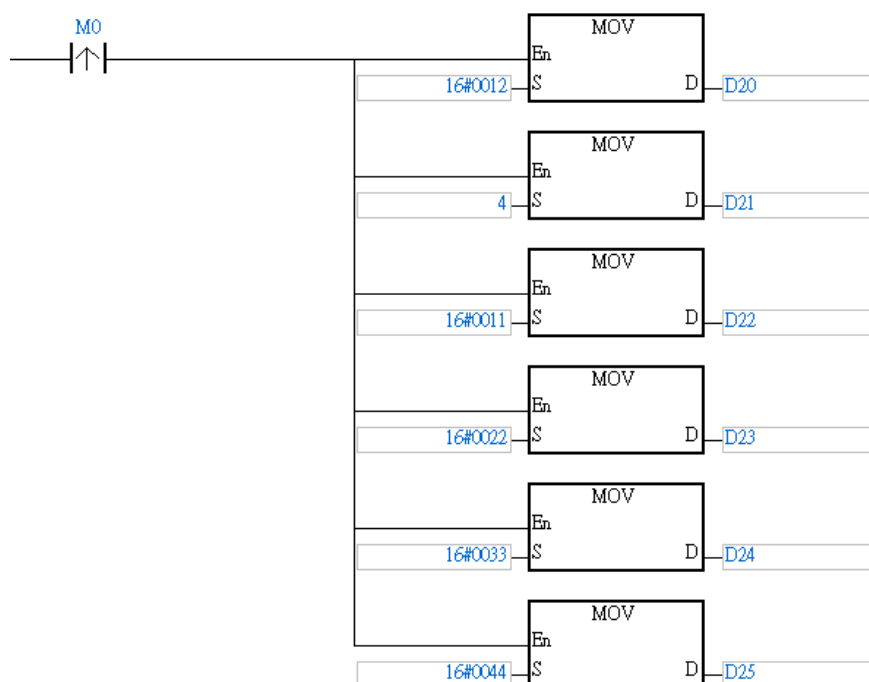 M0
MOV
En
16#0012 S D D20
MOV
En
4 S D D21
MOV
En
16#0011 S D D22
MOV
En
16#0022 S D D23
MOV
En
16#0033 S D D24
MOV
En
16#0044 S D D25